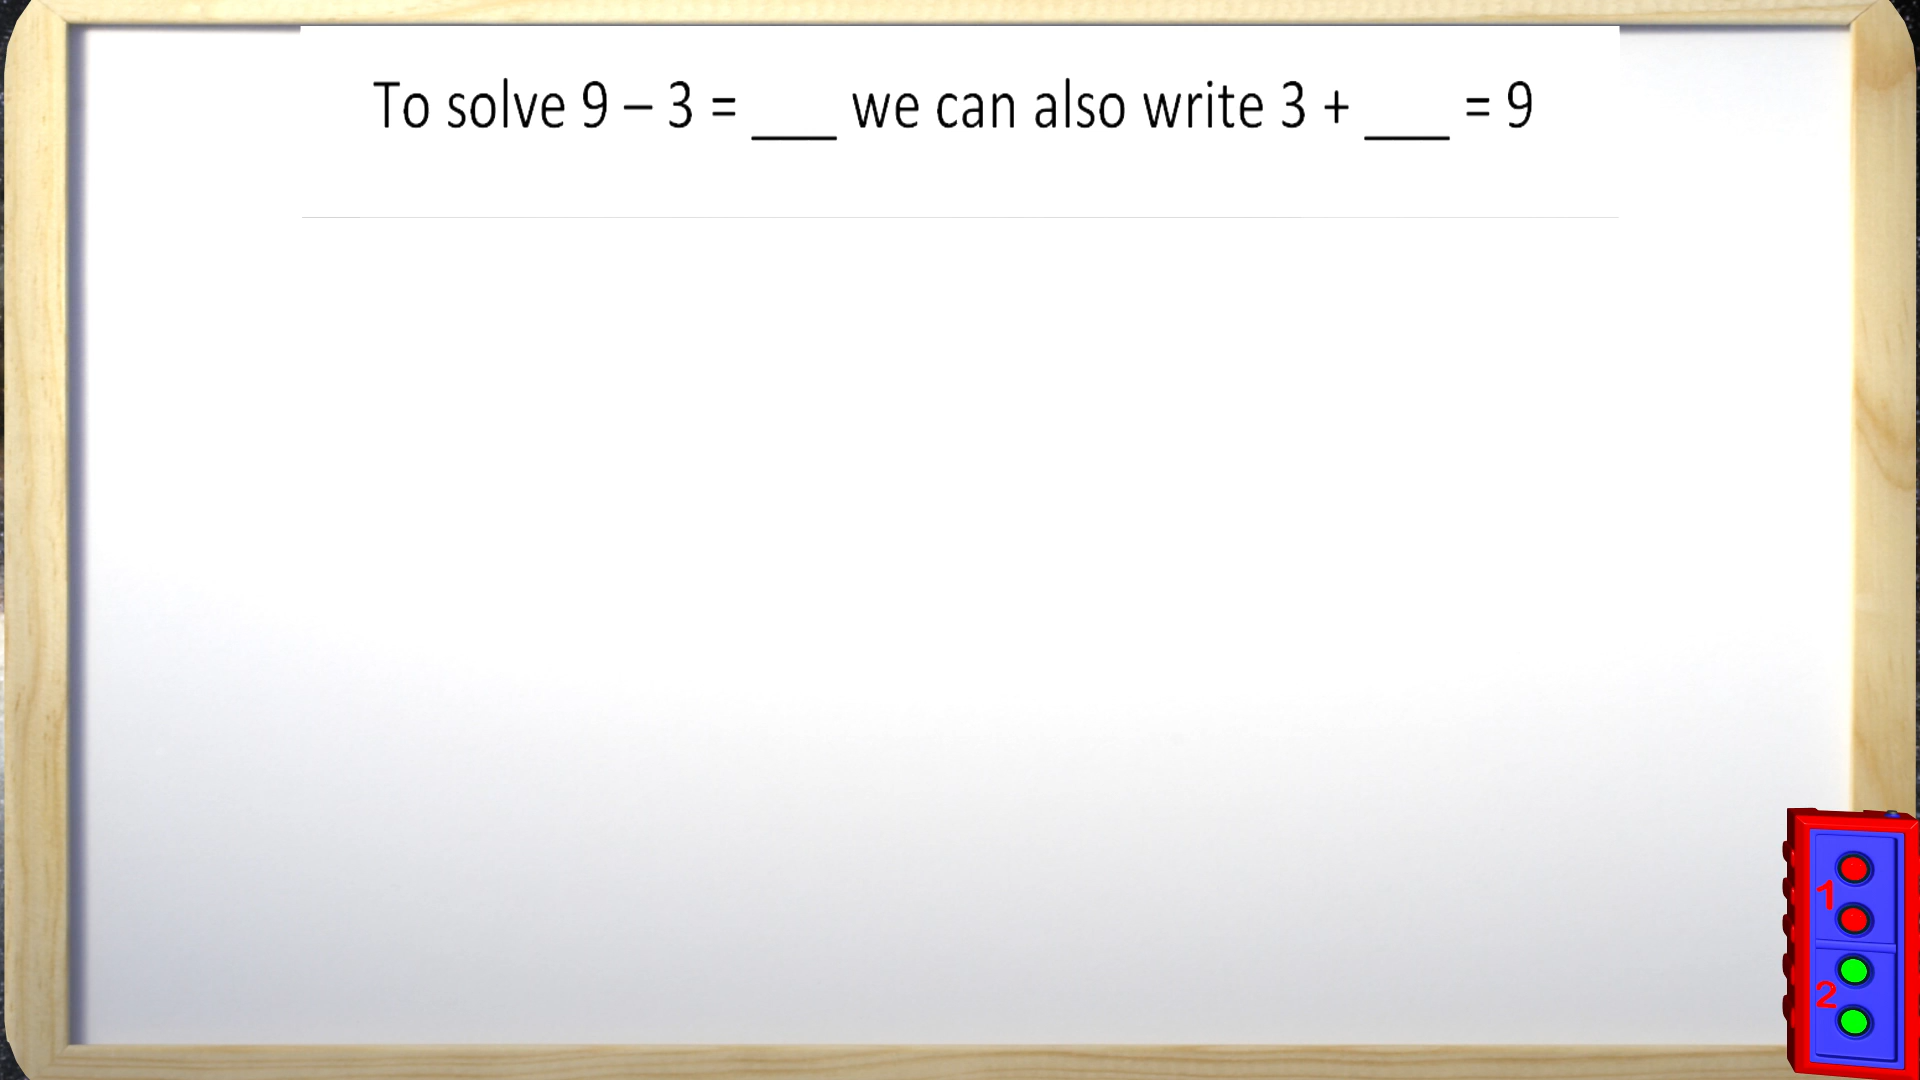 To solve 9 – 3 = ___ we can also write 3 + ___ = 9
1
2